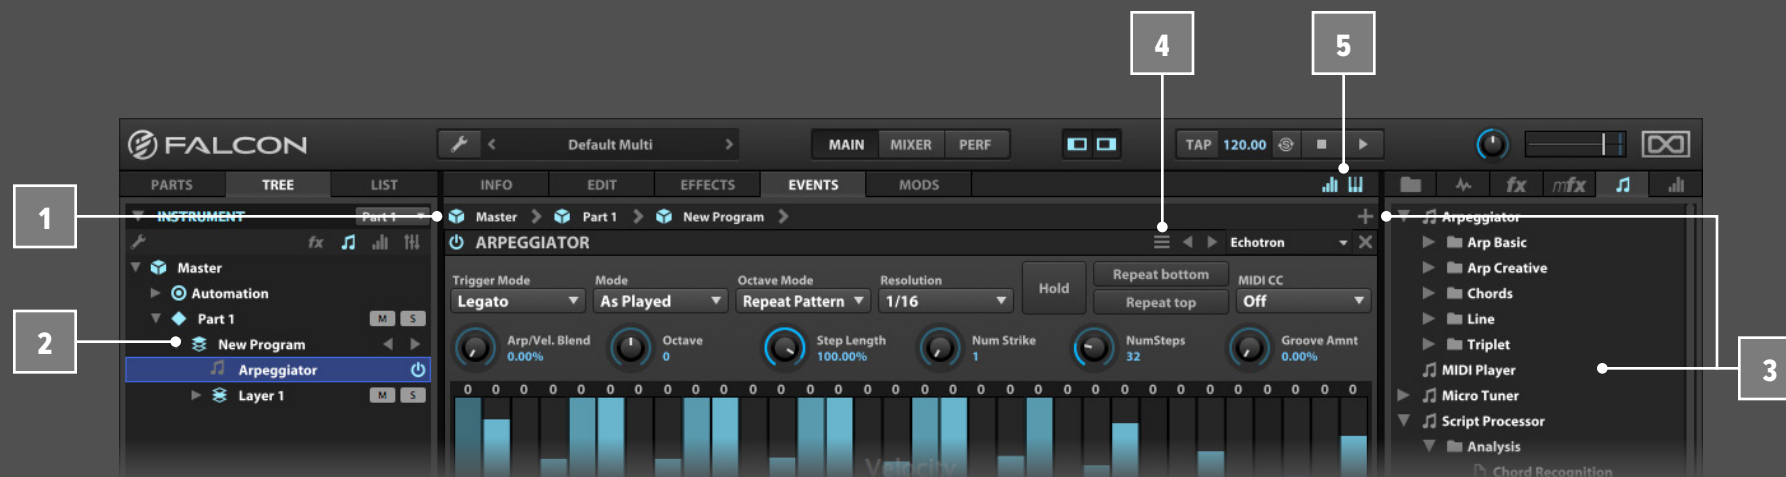 4 5
FALCON Default Multi MAIN MIXER PERF TAP 120.00
PARTS TREE LIST INFO EDIT EFFECTS EVENTS MODS fx mfx
1 INSTRUMENT Part 1 Master Part 1 New Program + Arpeggiator
fx ARPEGGIATOR Echotron Arp Basic
Master Trigger Mode Mode Octave Mode Resolution Hold Repeat bottom MIDI CC Arp Creative
Automation Legato As Played Repeat Pattern 1/16 Repeat top Off Chords
Part 1 M S Line
2 New Program Arp/Vel. Blend Octave Step Length Num Strike NumSteps Groove Amnt Triplet
0.00% 0 100.00% 1 32 0.00%
Arpeggiator MIDI Player 3
Layer 1 M S 0 0 0 0 0 0 0 0 0 0 0 0 0 0 0 0 0 0 0 0 0 0 0 0 0 0 0 0 0 0 0 0 Micro Tuner
Script Processor
Analysis
Velocity Chord Recognition